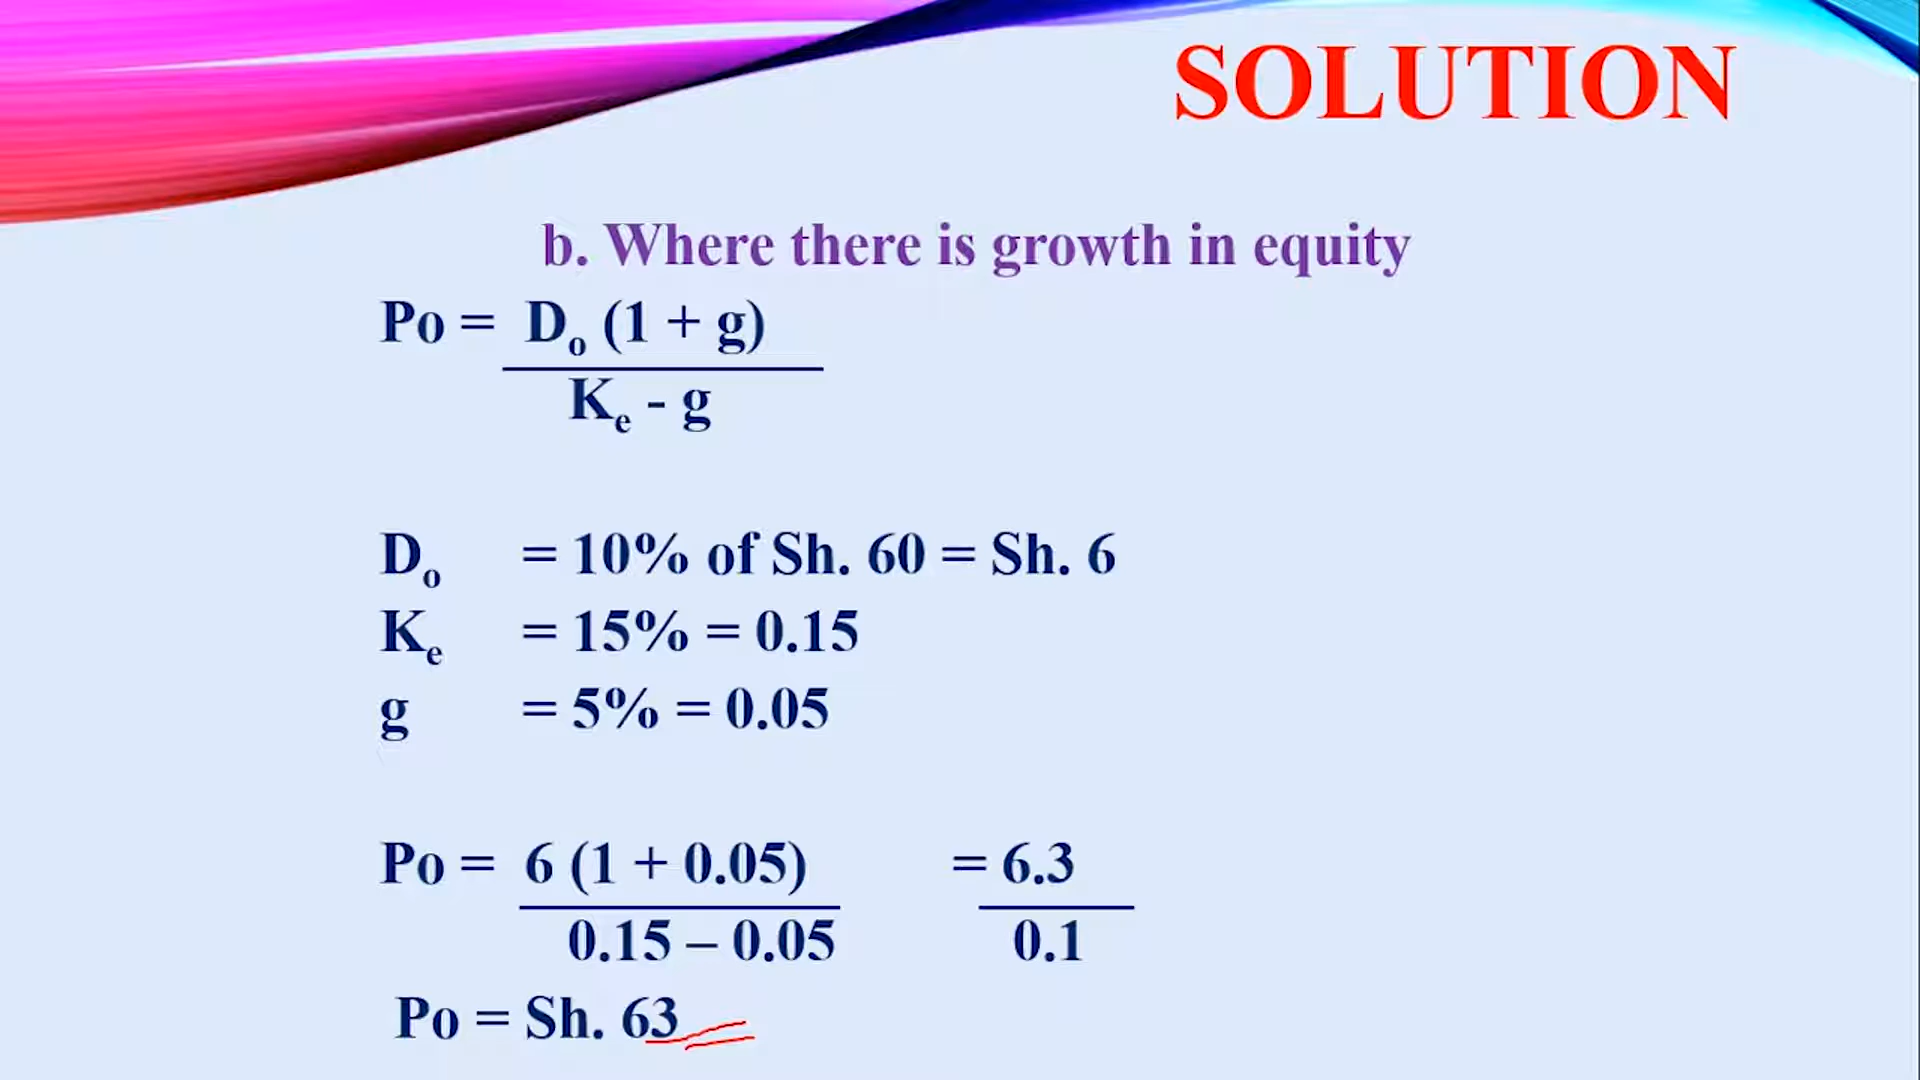 SOLUTION
b. Where there is growth in equity
Po = Do (1 + g)
Ke - g
Do = 10% of Sh. 60 = Sh. 6
Ke = 15% = 0.15
g = 5% = 0.05
Po = 6 (1 + 0.05) = 6.3
0.15 – 0.05 0.1
Po = Sh. 63